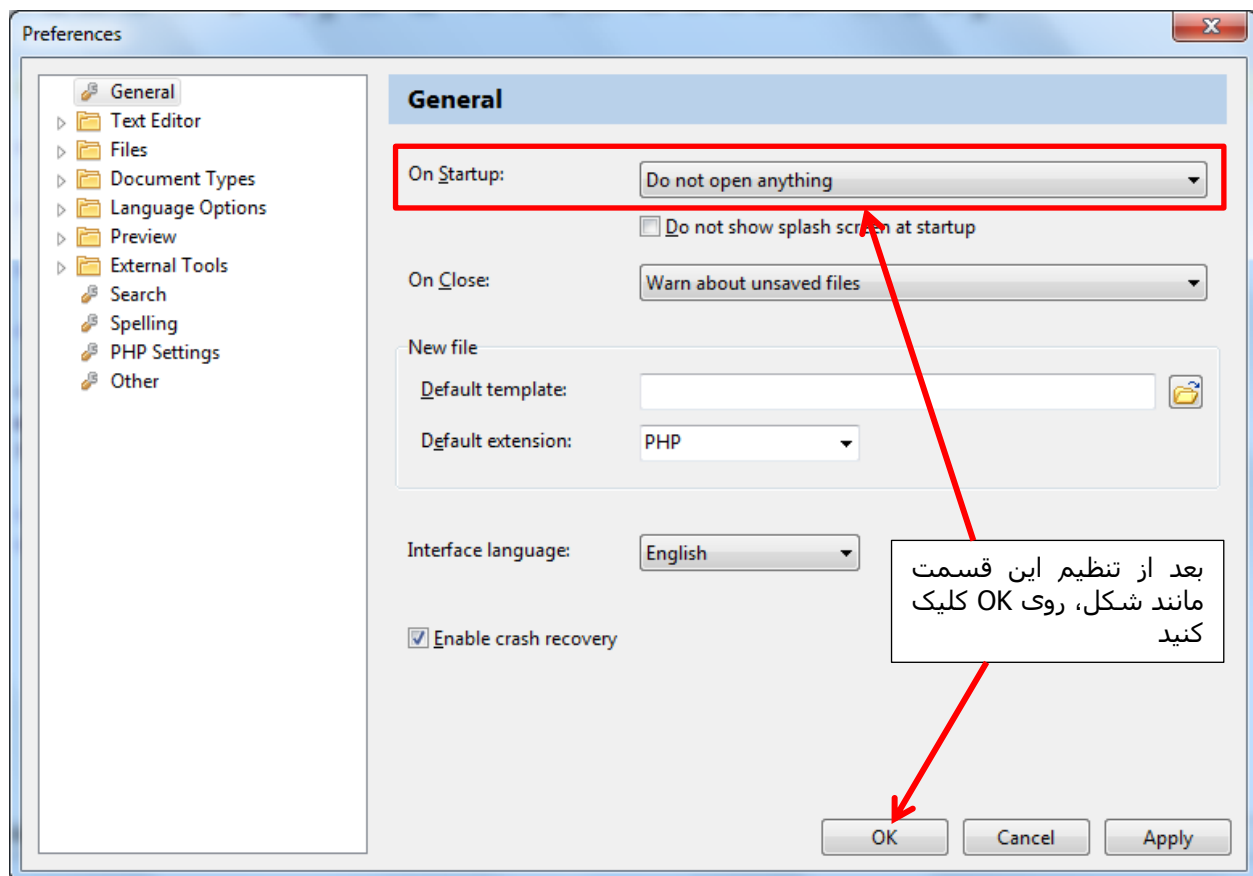 Preferences
General
Text Editor
Files
Document Types
Language Options
Preview
External Tools
Search
Spelling
PHP Settings
Other
General
On Startup:
Do not open anything
Do not show splash screen at startup
On Close:
Warn about unsaved files
New file
Default template:
Default extension:
PHP
Interface language:
English
Enable crash recovery
بعد از تنظیم این قسمت
مانند شکل، روی OK کلیک
کنید
OK
Cancel
Apply